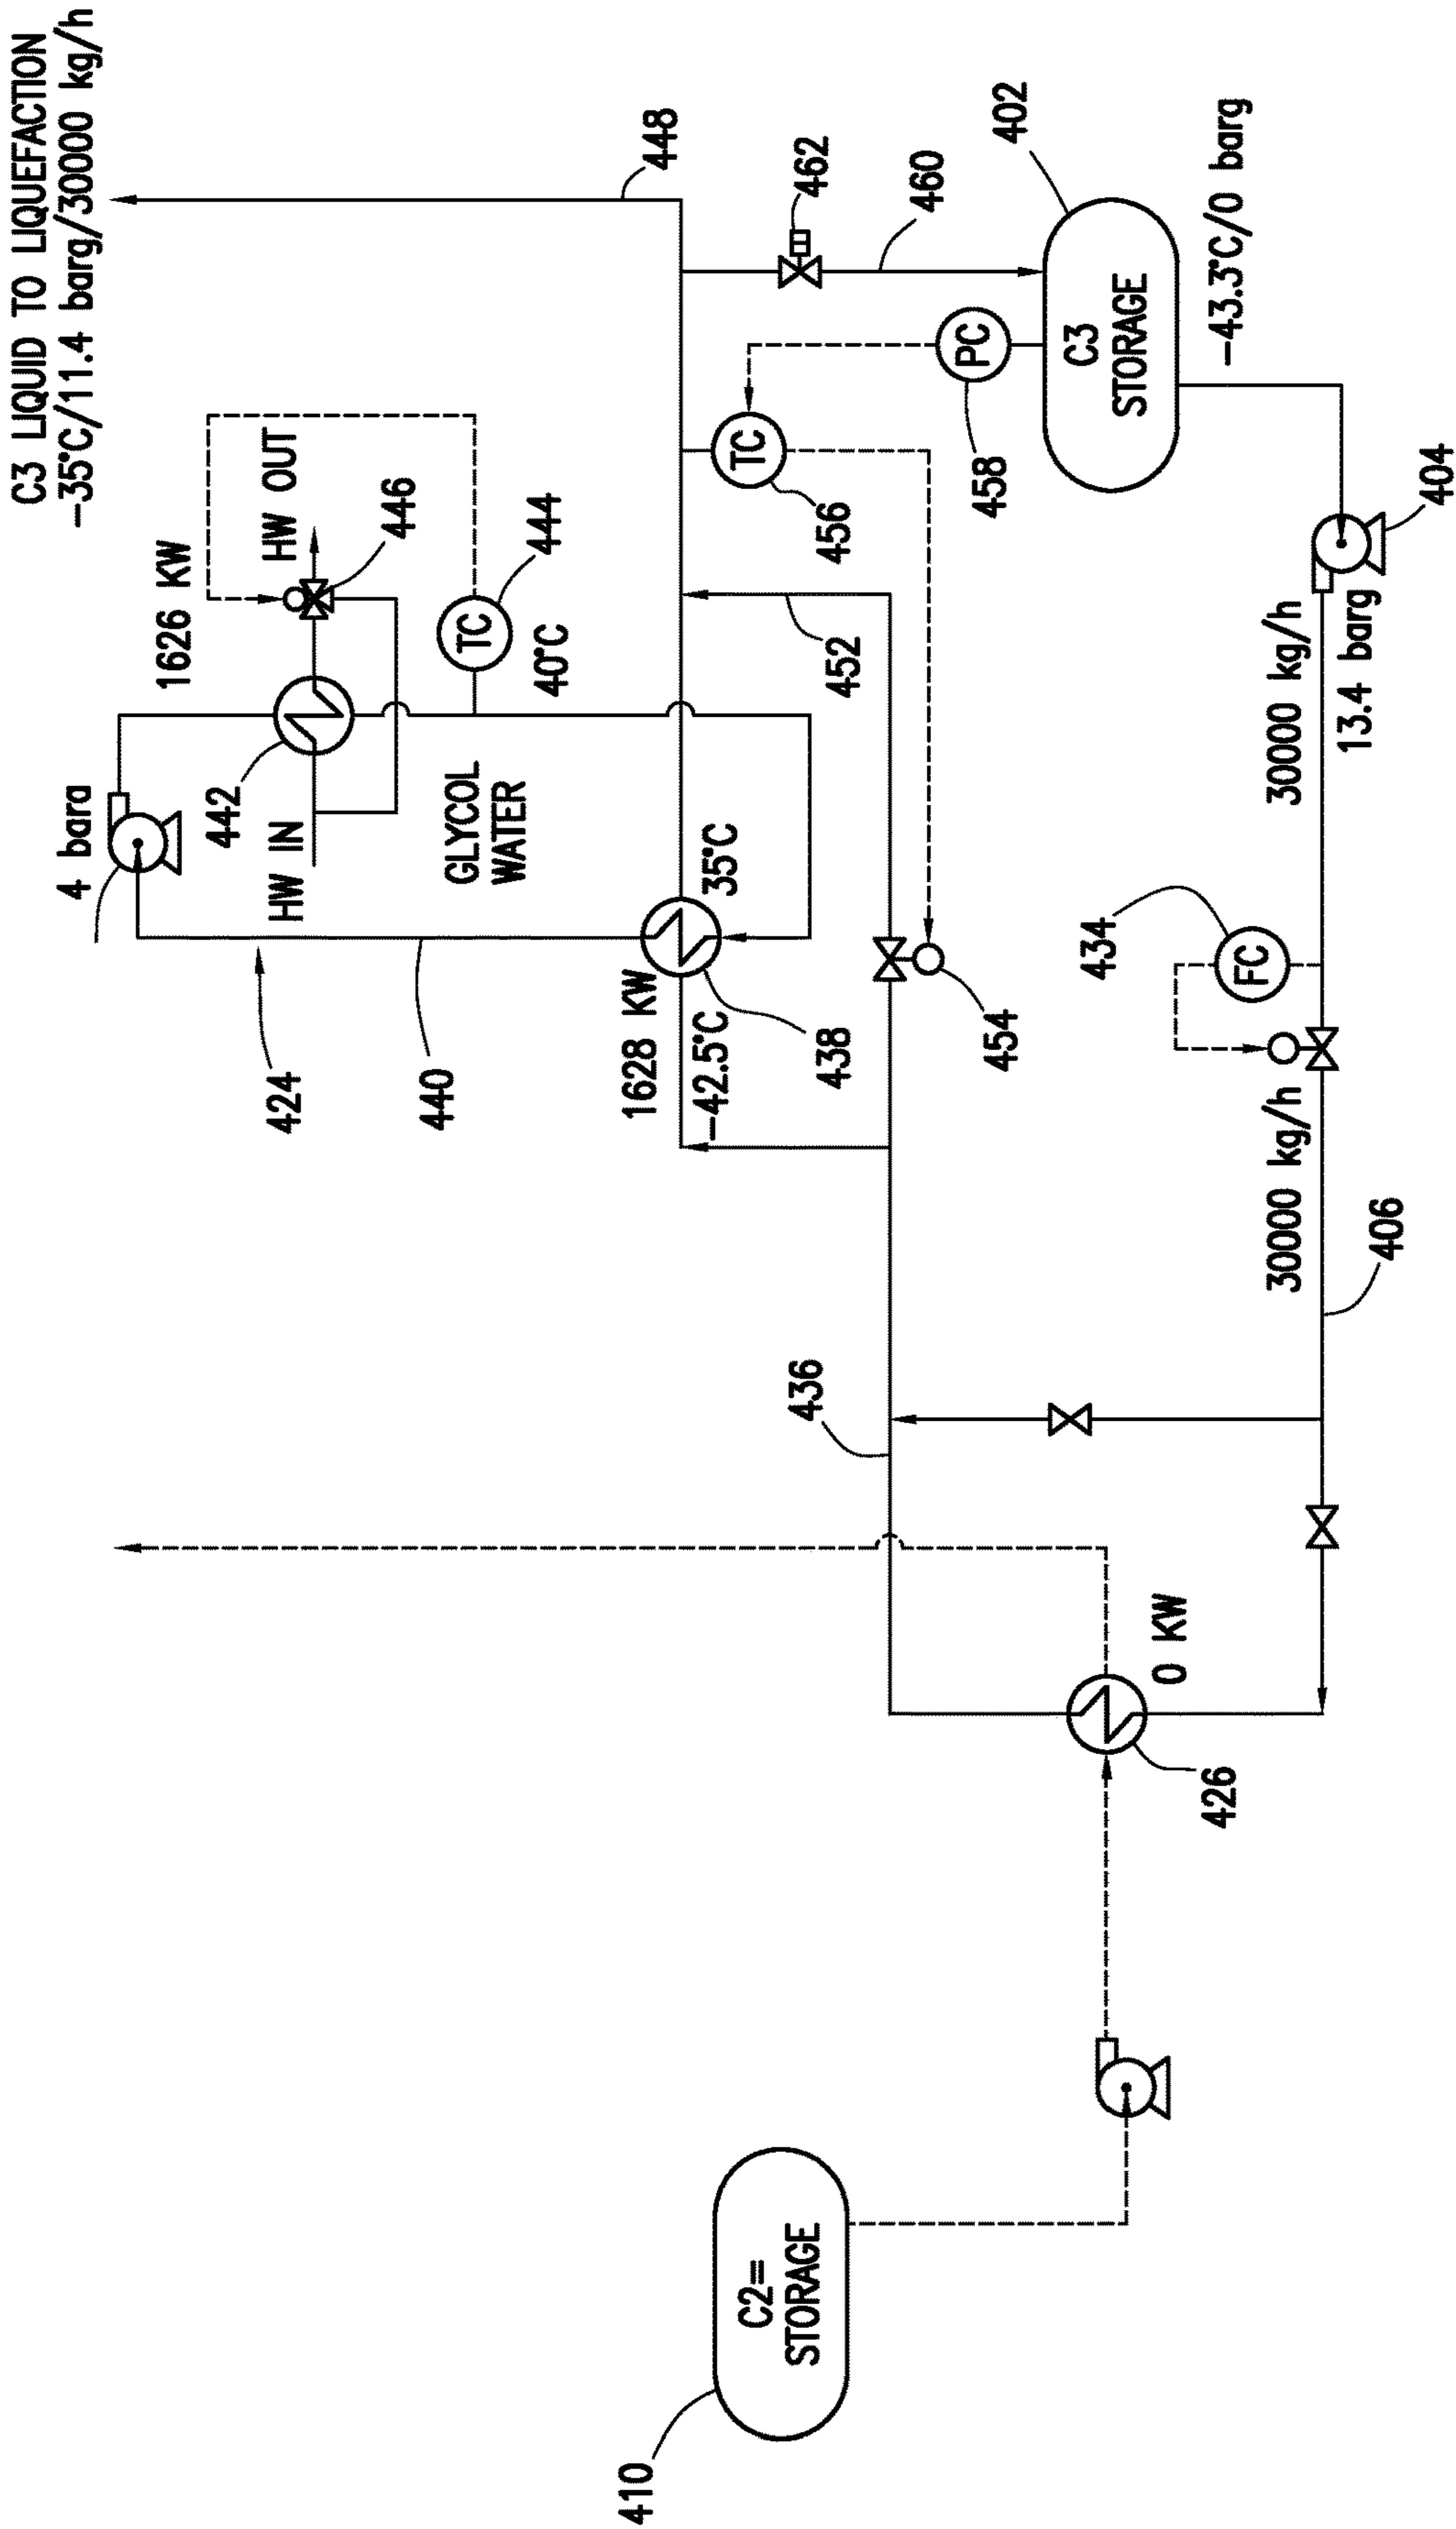 C3 LIQUID TO LIQUEFACTION
-35°C/11.4 barg/30000 kg/h
4 bara
442
HW IN
1626 KW
HW OUT
446
444
TC
40°C
GLYCOL
WATER
448
424
440
1628 KW
-42.5°C
35°C
438
452
TC
456
454
PC
458
462
460
402
C3
STORAGE
-43.3°C/0 barg
404
30000 kg/h
13.4 barg
434
FC
30000 kg/h
406
436
0 KW
426
C2=
STORAGE
410